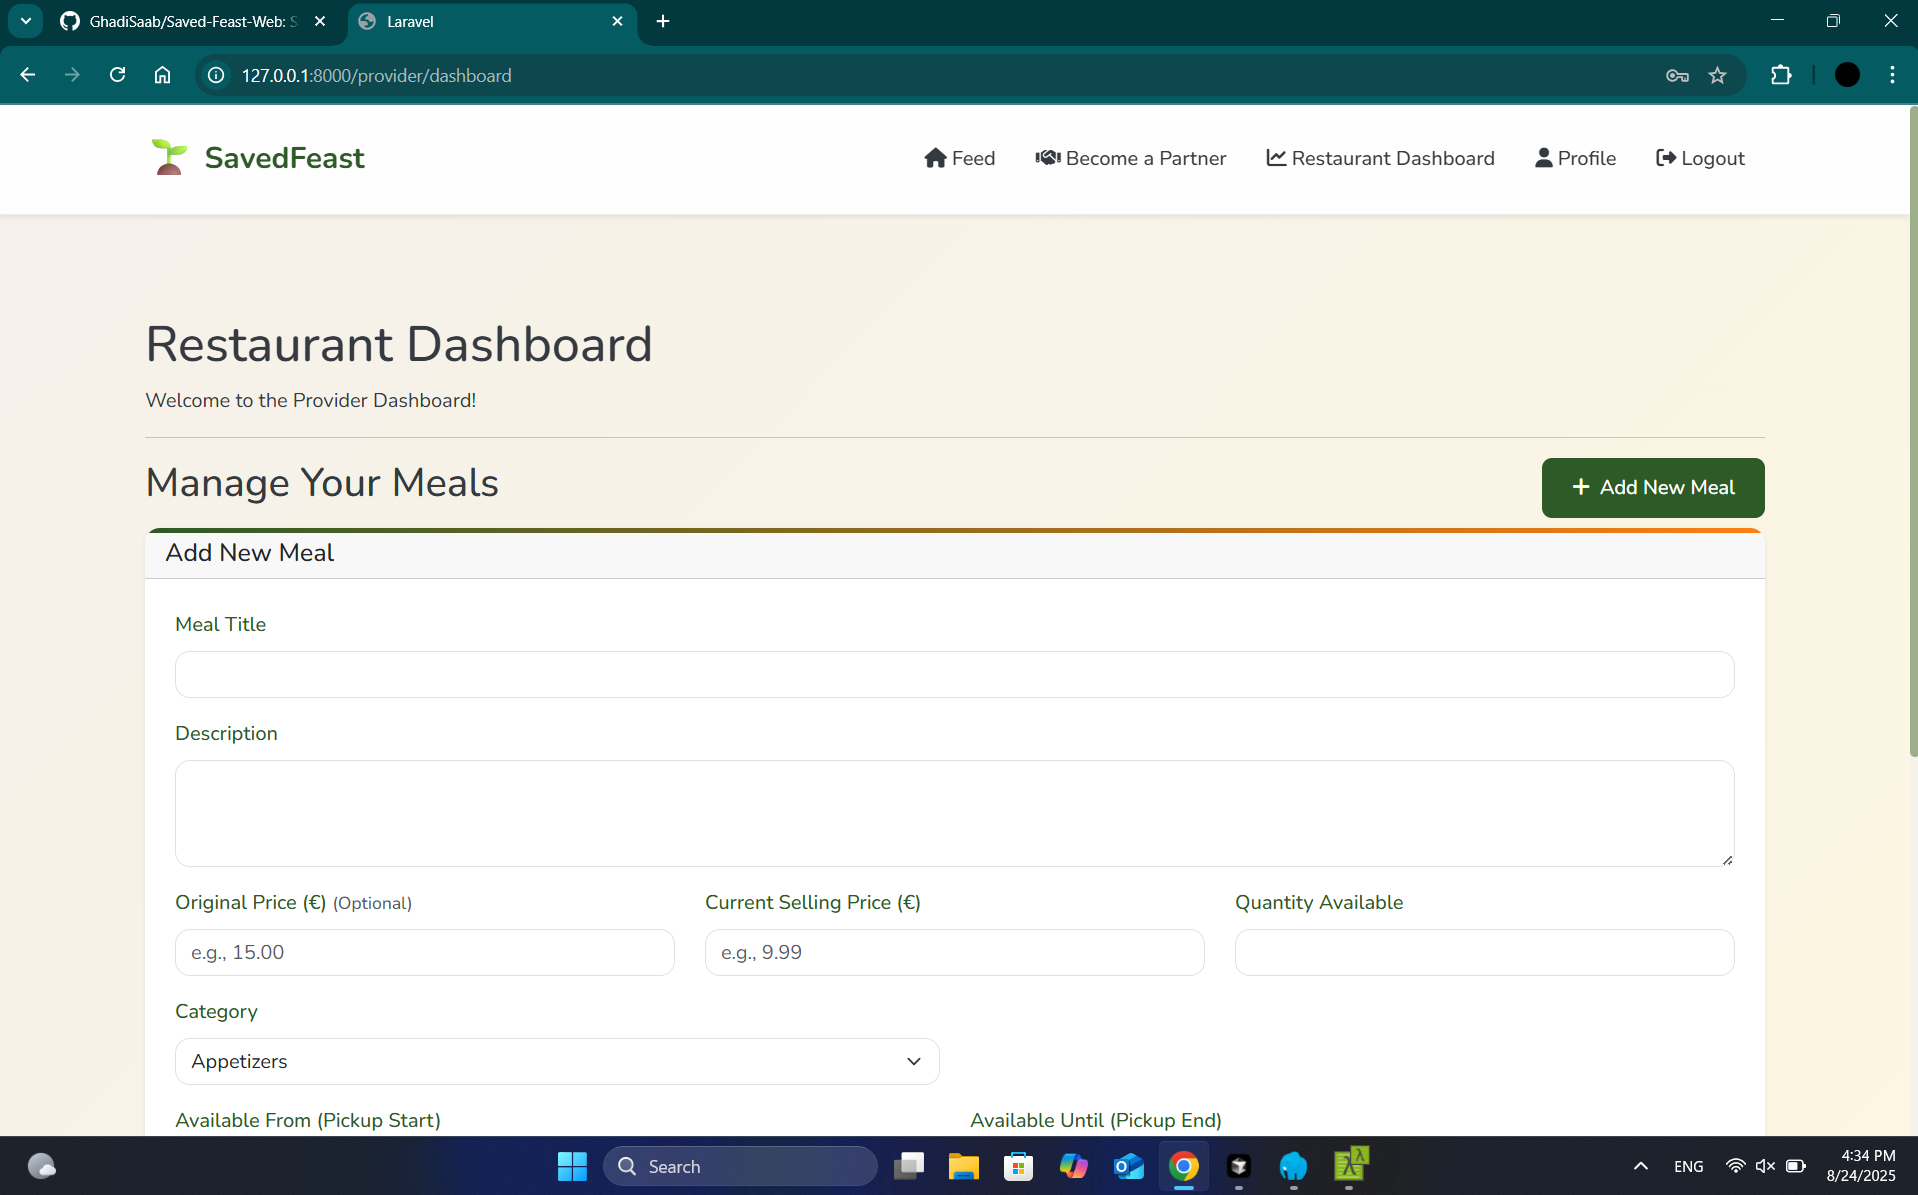 GhadiSaab/Saved-Feast-Web: S
Laravel
127.0.0.1:8000/provider/dashboard
SavedFeast
Feed
Become a Partner
Restaurant Dashboard
Profile
Logout
Restaurant Dashboard
Welcome to the Provider Dashboard!
Manage Your Meals
+ Add New Meal
Add New Meal
Meal Title
Description
Original Price (€) (Optional)
Current Selling Price (€)
Quantity Available
e.g., 15.00
e.g., 9.99
Category
Appetizers
Available From (Pickup Start)
Available Until (Pickup End)
Search
ENG
4:34 PM
8/24/2025